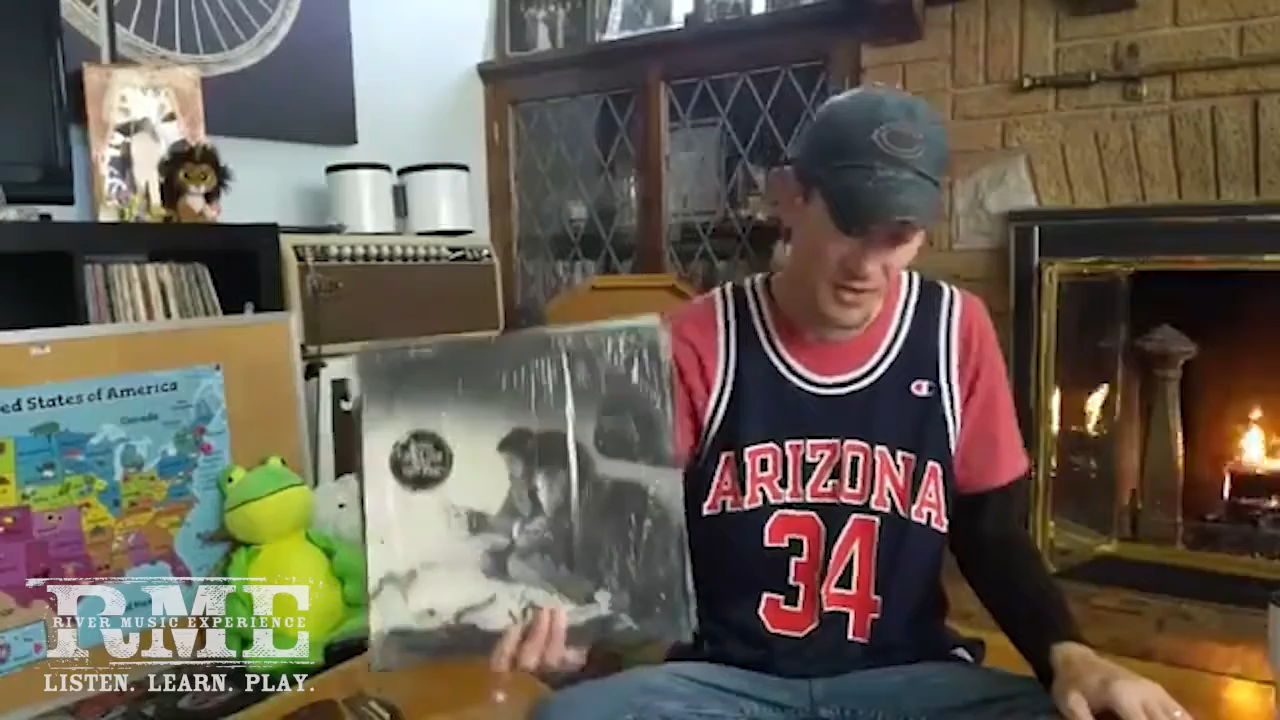 ed States of America
Canada
ARIZONA
34
RME
RIVER MUSIC EXPERIENCE
LISTEN. LEARN. PLAY.